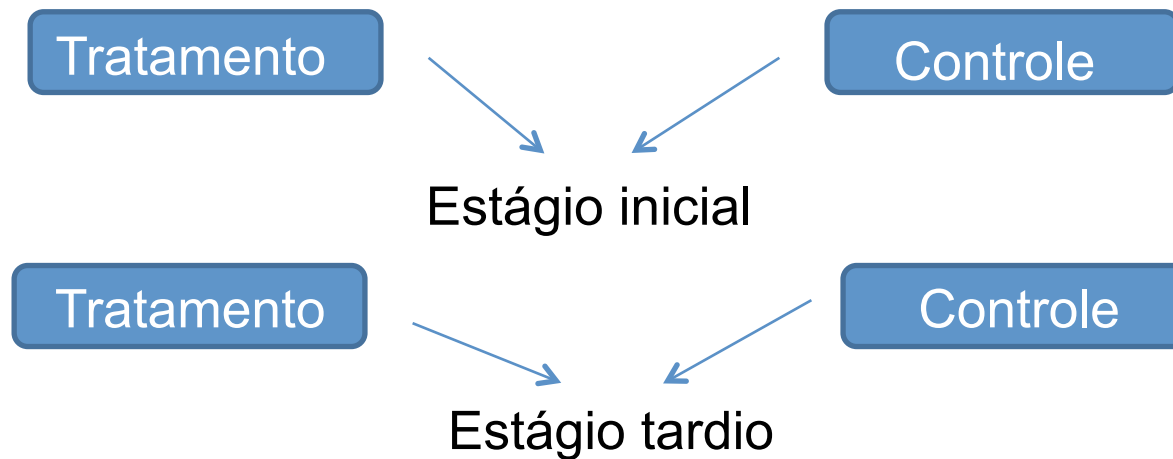 Tratamento
Controle
Estágio inicial
Tratamento
Controle
Estágio tardio